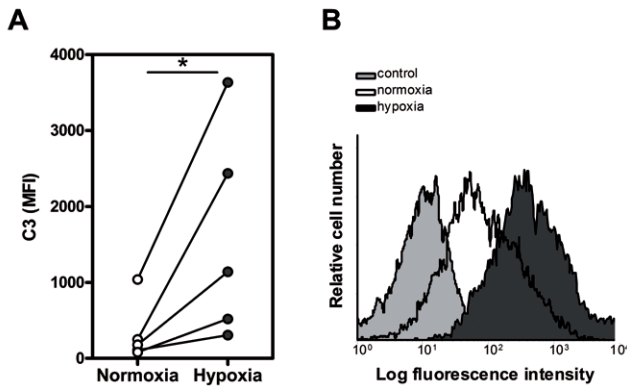 A
4000
*
3000
C3 (MFI)
2000
1000
0
Normoxia Hypoxia
B
control
normoxia
hypoxia
Relative cell number
10⁰ 10¹ 10² 10³ 10⁴
Log fluorescence intensity